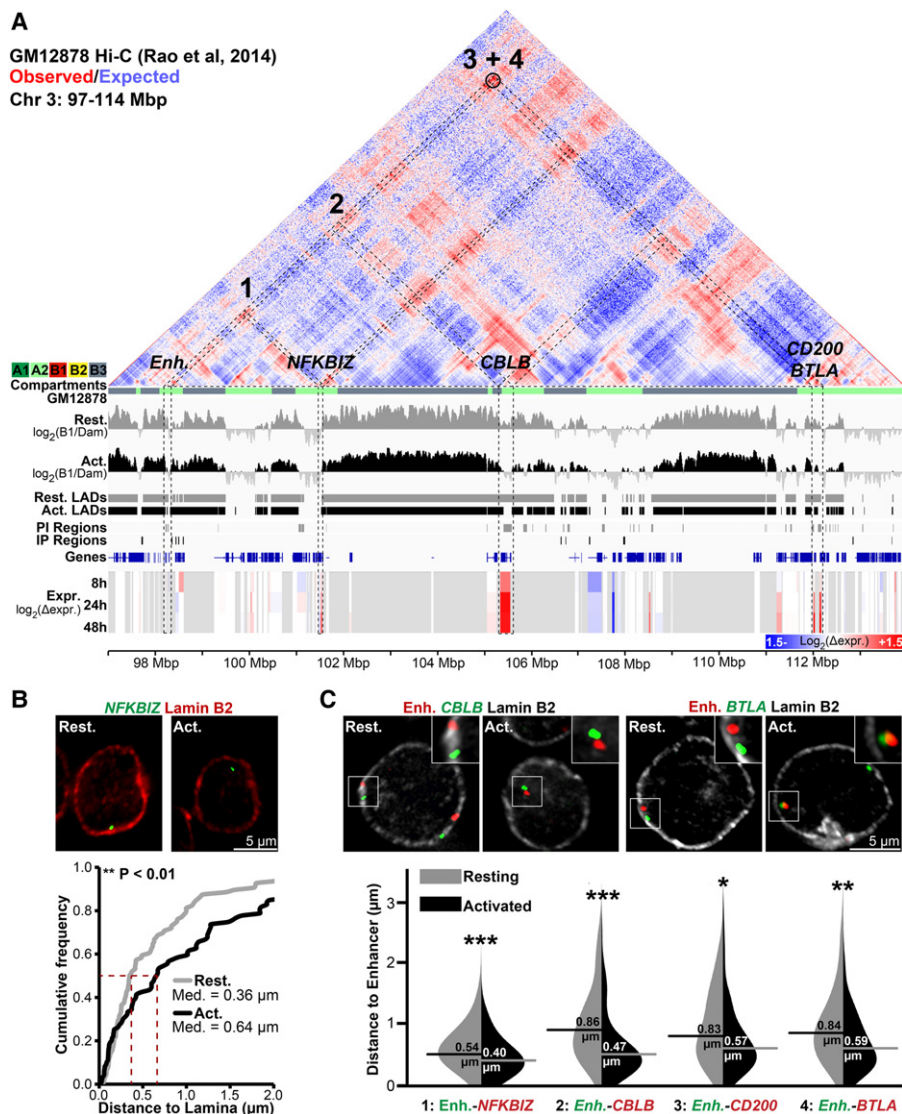 A
GM12878 Hi-C (Rao et al, 2014)
Observed/Expected
Chr 3: 97-114 Mbp
3 + 4
2
1
Enh.
NFKBIZ
CBLB
CD200
BTLA
A1 A2 B1 B2 B3
Compartments
GM12878
Rest.
log2(B1/Dam)
Act.
log2(B1/Dam)
Rest. LADs
Act. LADs
PI Regions
IP Regions
Genes
8h
Expr. 24h
log2(Δexpr.)
48h
1.5- Log2(Δexpr.) +1.5
98 Mbp 100 Mbp 102 Mbp 104 Mbp 106 Mbp 108 Mbp 110 Mbp 112 Mbp
B
NFKBIZ Lamin B2
Rest.
Act.
5 µm
** P < 0.01
Cumulative frequency
1.0
0.8
0.6
0.4
0.2
0.0
Rest.
Med. = 0.36 µm
Act.
Med. = 0.64 µm
0.0 0.5 1.0 1.5 2.0
Distance to Lamina (µm)
C
Enh. CBLB Lamin B2
Enh. BTLA Lamin B2
Rest.
Act.
Rest.
Act.
5 µm
Resting
Activated
Distance to Enhancer (µm)
3
2
1
0
***
***
*
**
0.54 µm
0.40 µm
0.86 µm
0.47 µm
0.83 µm
0.57 µm
0.84 µm
0.59 µm
1: Enh.-NFKBIZ
2: Enh.-CBLB
3: Enh.-CD200
4: Enh.-BTLA